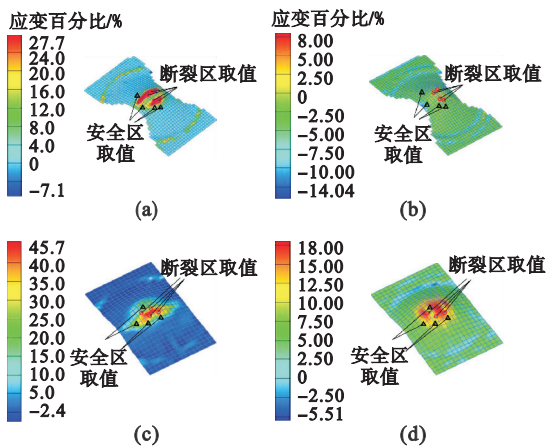 应变百分比/%
27.7
24.0
20.0
16.0
12.0
8.0
4.0
0
−7.1
断裂区取值
安全区
取值
(a)
应变百分比/%
8.00
5.00
2.50
0
−2.50
−5.00
−7.50
−10.00
−14.04
断裂区取值
安全区
取值
(b)
45.7
40.0
35.0
30.0
25.0
20.0
15.0
10.0
5.0
−2.4
断裂区取值
安全区
取值
(c)
18.00
15.00
12.50
10.00
7.50
5.00
2.50
0
−2.50
−5.51
断裂区取值
安全区
取值
(d)